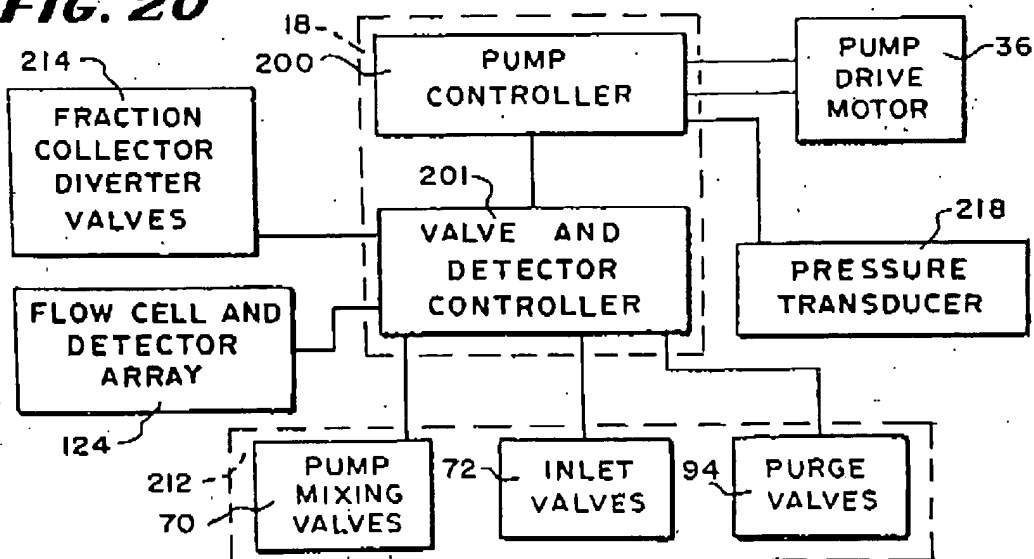 FIG. 20
18
200
PUMP
CONTROLLER
PUMP
DRIVE
MOTOR
36
214
FRACTION
COLLECTOR
DIVERTER
VALVES
201
VALVE AND
DETECTOR
CONTROLLER
218
PRESSURE
TRANSDUCER
FLOW CELL AND
DETECTOR
ARRAY
124
212
70
PUMP
MIXING
VALVES
72
INLET
VALVES
94
PURGE
VALVES